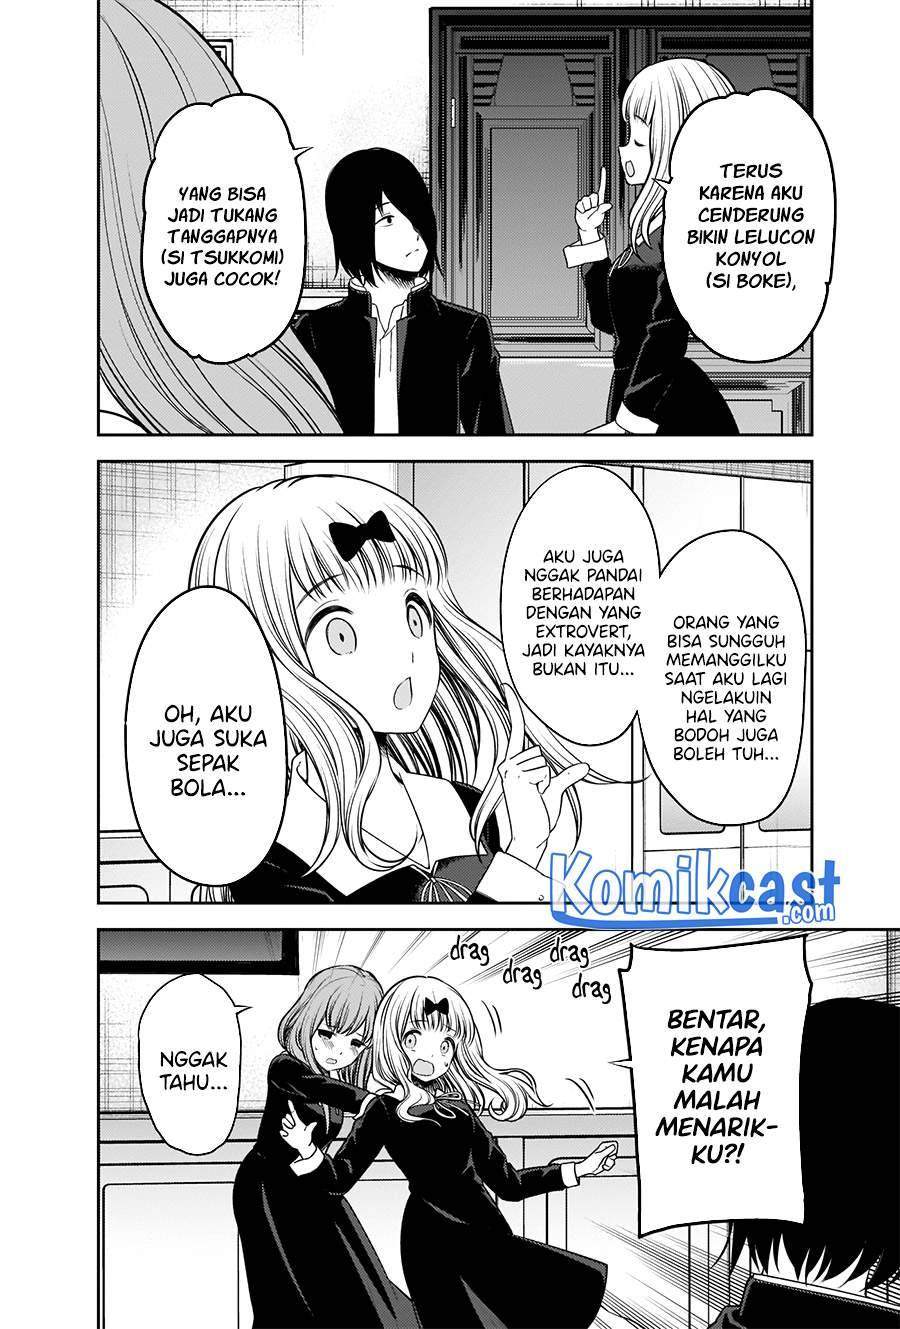 TERUS
KARENA AKU
CENDERUNG
BIKIN LELUCON
KONYOL
(SI BOKE),
YANG BISA
JADI TUKANG
TANGGAPNYA
(SI TSUKKOMI)
JUGA COCOK!
ORANG YANG
BISA SUNGGUH
MEMANGGILKU
SAAT AKU LAGI
NGELAKUIN
HAL YANG
BODOH JUGA
BOLEH TUH...
AKU JUGA
NGGAK PANDAI
BERHADAPAN
DENGAN YANG
EXTROVERT,
JADI KAYAKNYA
BUKAN ITU...
OH, AKU
JUGA SUKA
SEPAK
BOLA...
Komikcast
.com
BENTAR,
KENAPA
KAMU
MALAH
MENARIK-
KU?!
drag
drag
drag
drag
NGGAK
TAHU...